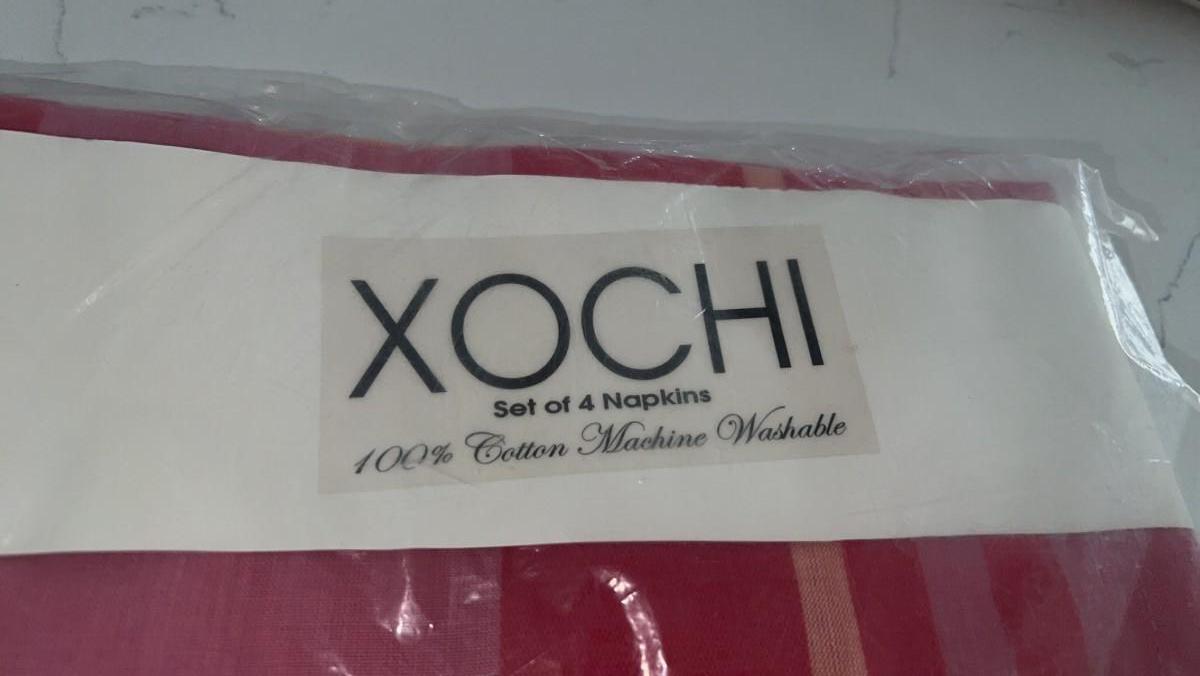 XOCHI
Set of 4 Napkins
100% Cotton Machine Washable